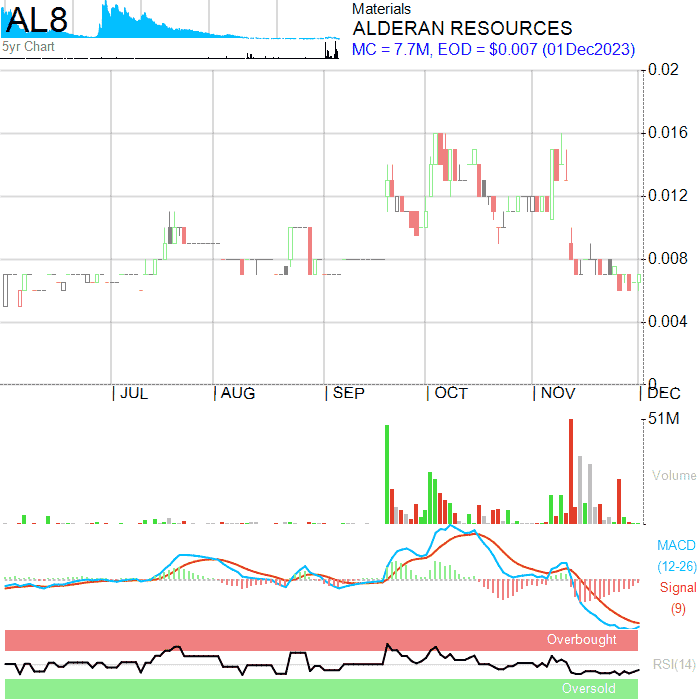 AL8
5yr Chart
Materials
ALDERAN RESOURCES
MC = 7.7M, EOD = $0.007 (01Dec2023)
0.02
0.016
0.012
0.008
0.004
0
| JUL | AUG | SEP | OCT | NOV | DEC
51M
Volume
MACD
(12-26)
Signal
(9)
Overbought
RSI(14)
Oversold